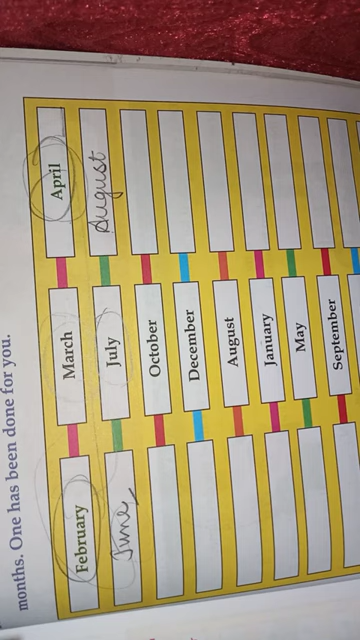 months. One has been done for you.
February March April
June July August
October
December
August
January
May
September